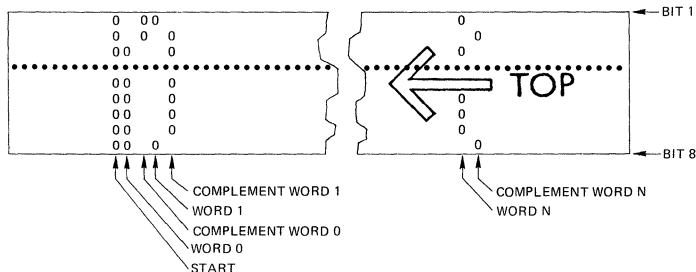 BIT 1
TOP
BIT 8
COMPLEMENT WORD 1
WORD 1
COMPLEMENT WORD 0
WORD 0
START
COMPLEMENT WORD N
WORD N